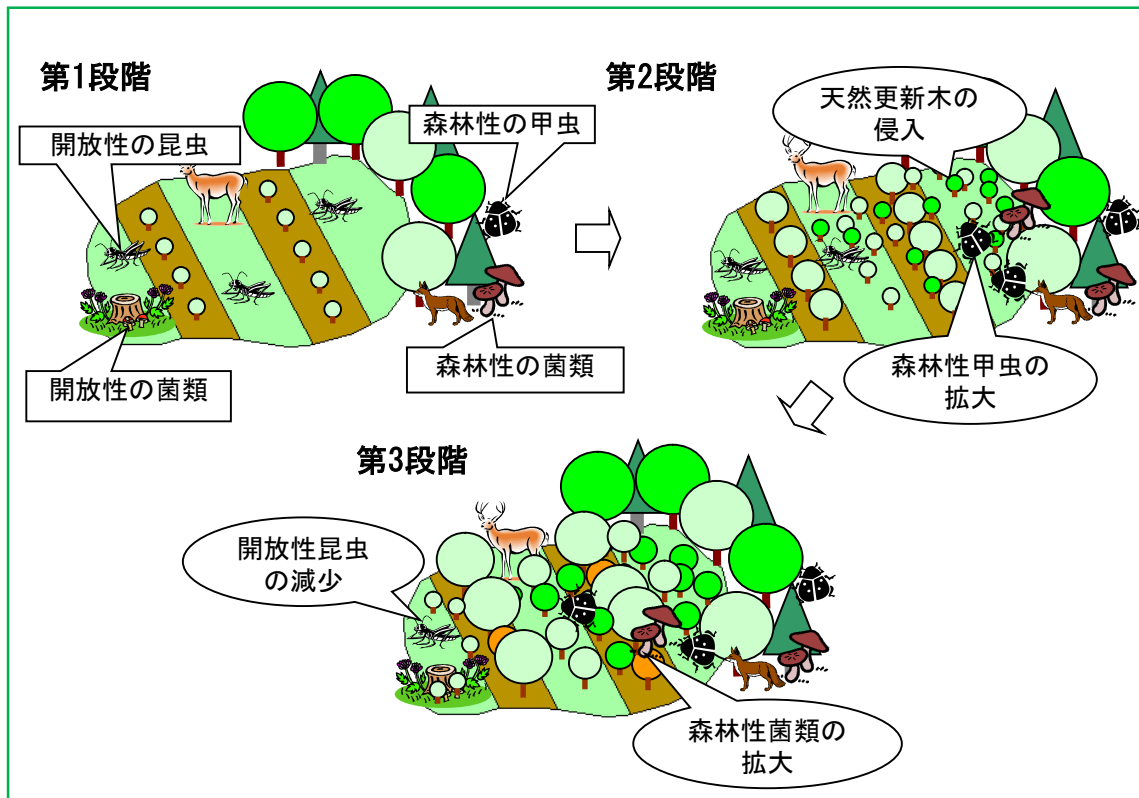 第1段階
開放性の昆虫
森林性の甲虫
開放性の菌類
森林性の菌類
第2段階
天然更新木の
侵入
森林性甲虫の
拡大
第3段階
開放性昆虫
の減少
森林性菌類の
拡大